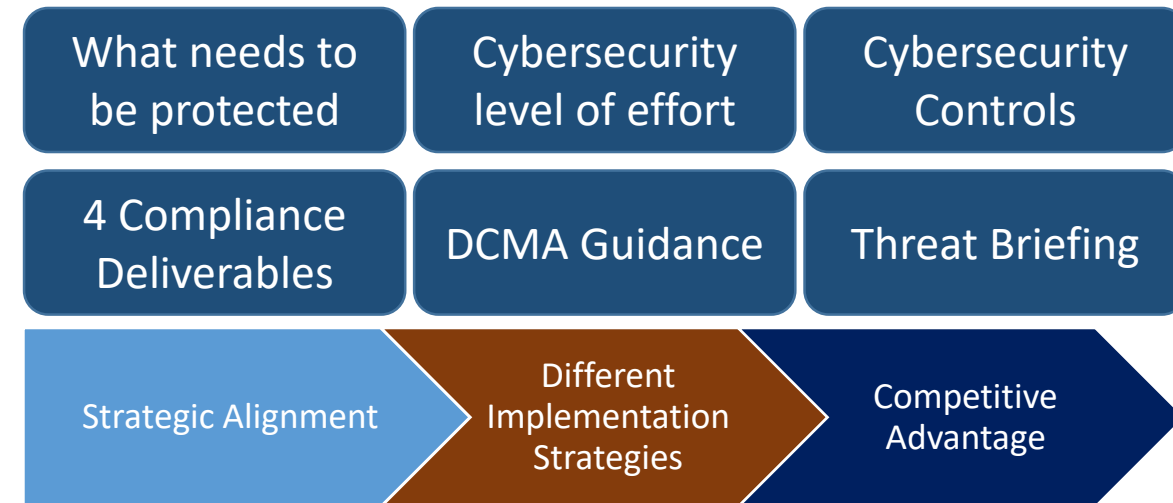 What needs to
be protected
Cybersecurity
level of effort
Cybersecurity
Controls
4 Compliance
Deliverables
DCMA Guidance
Threat Briefing
Strategic Alignment
Different
Implementation
Strategies
Competitive
Advantage